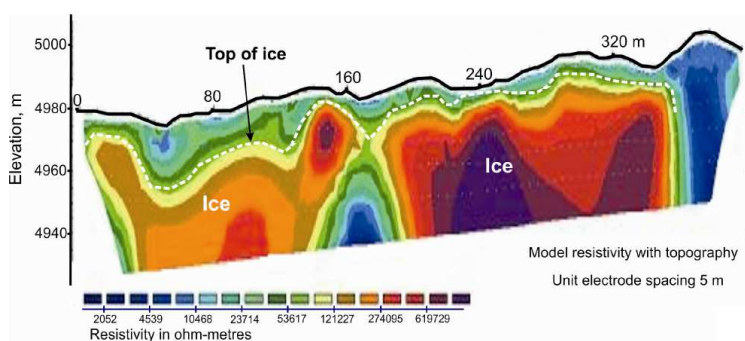 5000
320 m
Top of ice
160
240
4980
0
80
Elevation, m
4960
Ice
Ice
4940
Model resistivity with topography
Unit electrode spacing 5 m
2052 4539 10468 23714 53617 121227 274095 619729
Resistivity in ohm-metres